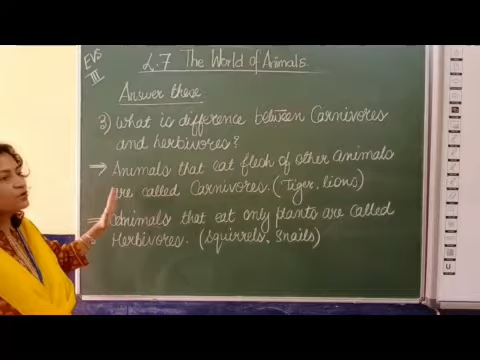 EVS
III
L.7 The World of Animals.
Answer these
3) What is difference between Carnivores
and herbivores?
⇒ Animals that eat flesh of other animals
are called Carnivores. (Tiger, lions)
⇒ Animals that eat only plants are called
Herbivores. (Squirrels, Snails)